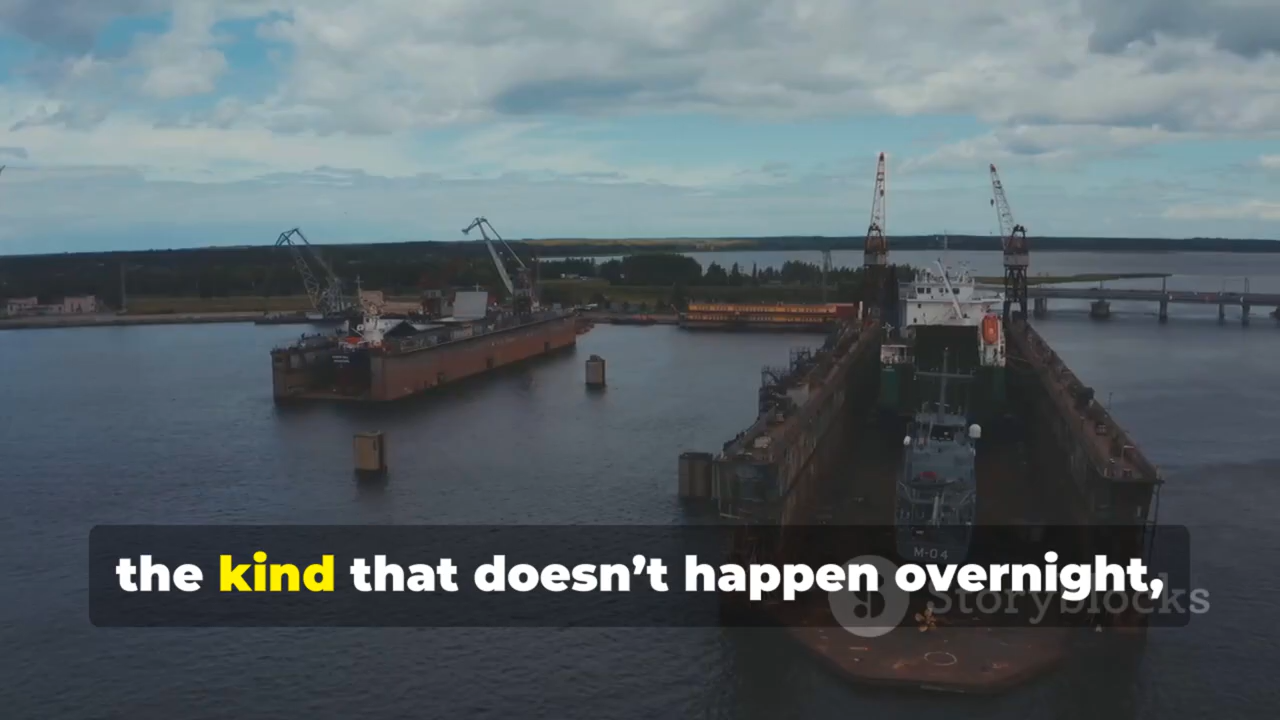 M-04
the kind that doesn't happen overnight,
Storyblocks